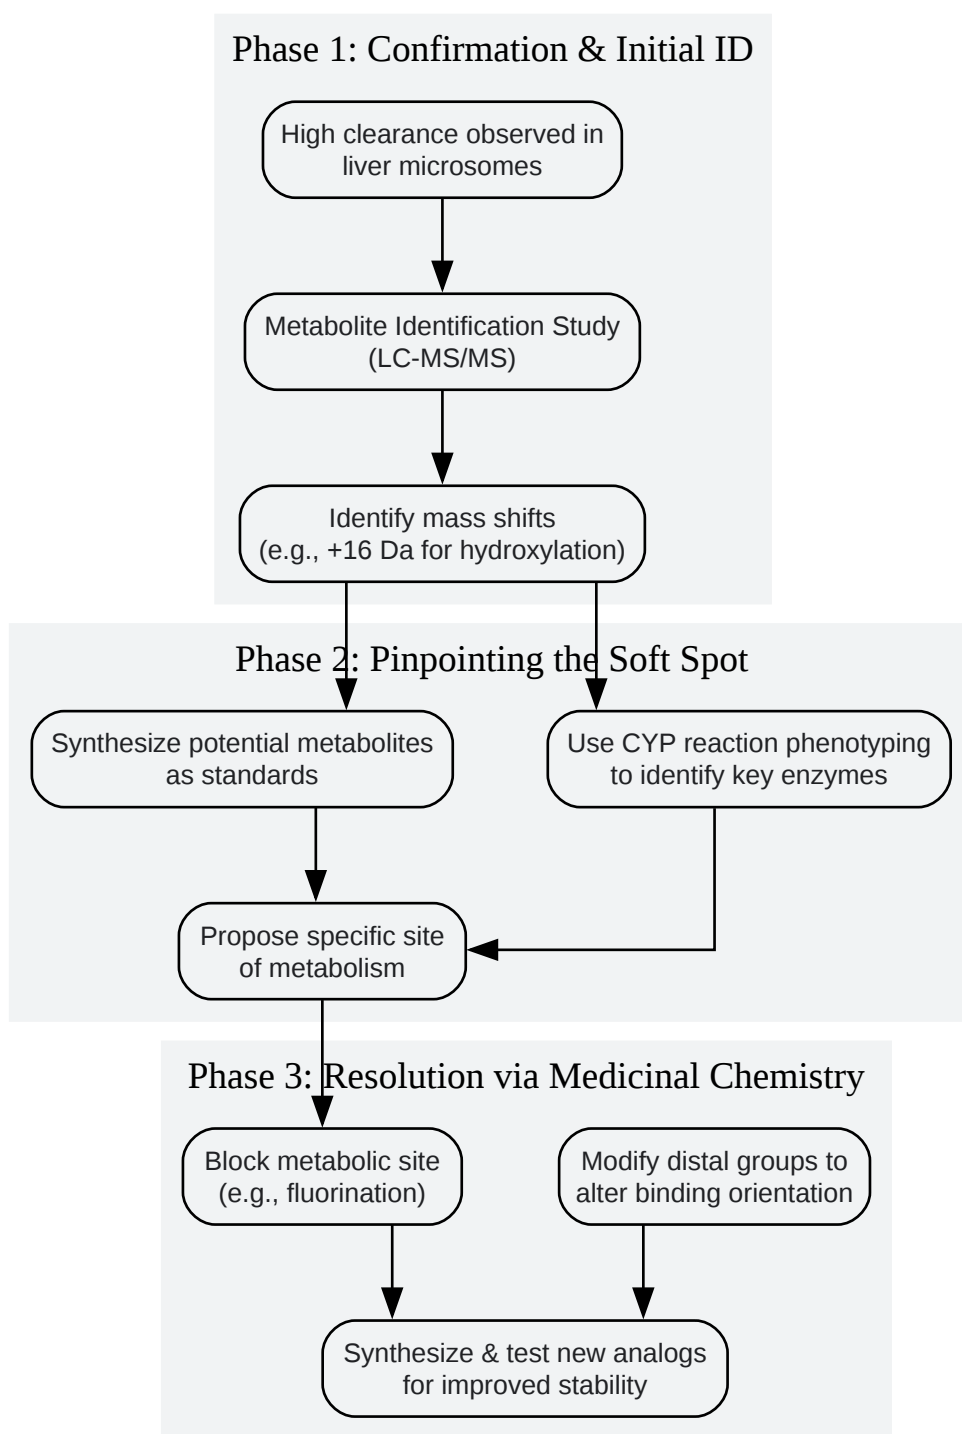 Phase 1: Confirmation & Initial ID
High clearance observed in
liver microsomes
Metabolite Identification Study
(LC-MS/MS)
Identify mass shifts
(e.g., +16 Da for hydroxylation)
Phase 2: Pinpointing the Soft Spot
Synthesize potential metabolites
as standards
Use CYP reaction phenotyping
to identify key enzymes
Propose specific site
of metabolism
Phase 3: Resolution via Medicinal Chemistry
Block metabolic site
(e.g., fluorination)
Modify distal groups to
alter binding orientation
Synthesize & test new analogs
for improved stability